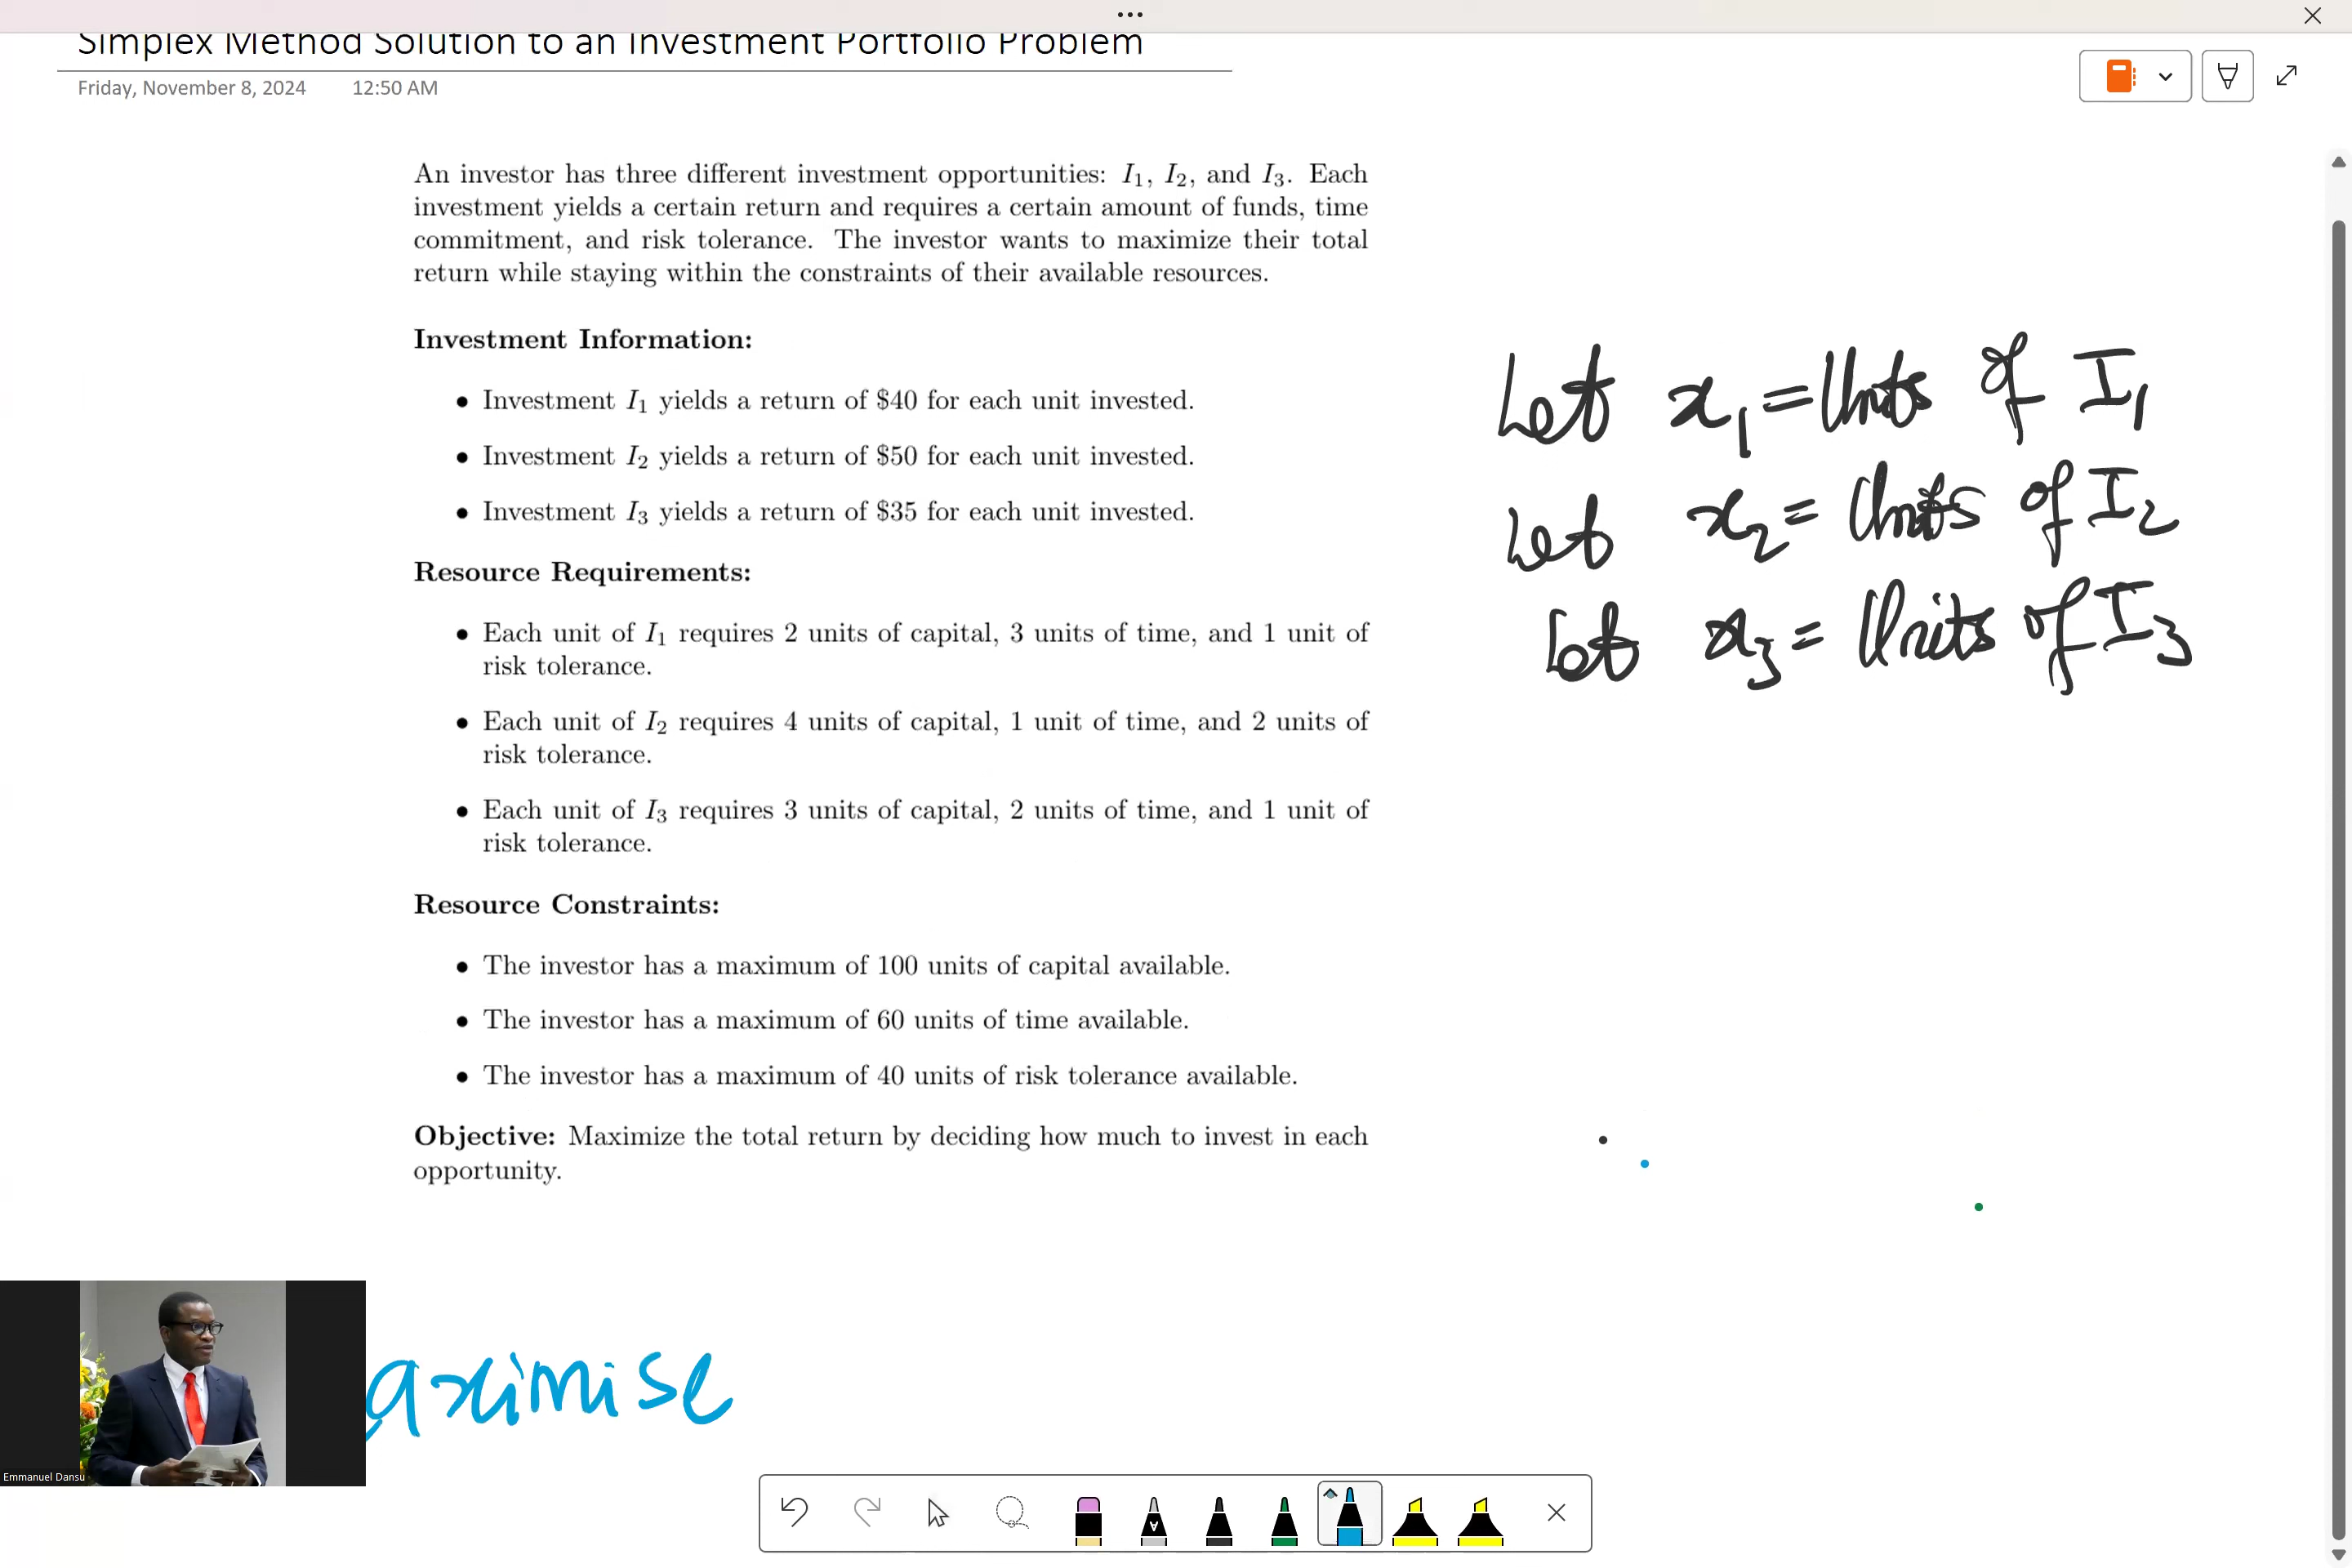 Simplex Method Solution to an Investment Portfolio Problem
Friday, November 8, 2024 12:50 AM
An investor has three different investment opportunities: I₁, I₂, and I₃. Each
investment yields a certain return and requires a certain amount of funds, time
commitment, and risk tolerance. The investor wants to maximize their total
return while staying within the constraints of their available resources.
Investment Information:
• Investment I₁ yields a return of $40 for each unit invested.
• Investment I₂ yields a return of $50 for each unit invested.
• Investment I₃ yields a return of $35 for each unit invested.
Resource Requirements:
• Each unit of I₁ requires 2 units of capital, 3 units of time, and 1 unit of
risk tolerance.
• Each unit of I₂ requires 4 units of capital, 1 unit of time, and 2 units of
risk tolerance.
• Each unit of I₃ requires 3 units of capital, 2 units of time, and 1 unit of
risk tolerance.
Resource Constraints:
• The investor has a maximum of 100 units of capital available.
• The investor has a maximum of 60 units of time available.
• The investor has a maximum of 40 units of risk tolerance available.
Objective: Maximize the total return by deciding how much to invest in each
opportunity.
Let x₁ = Units of I₁
Let x₂ = Units of I₂
Let x₃ = Units of I₃
aximise
Emmanuel Dansu